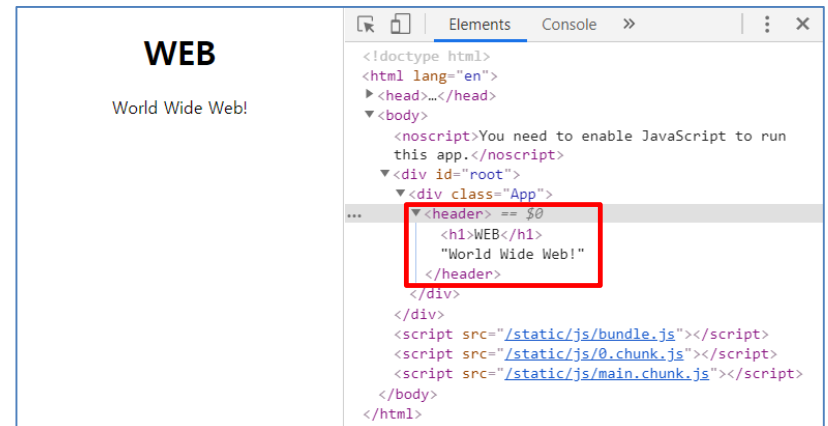 WEB
World Wide Web!
Elements Console »
<!doctype html>
<html lang="en">
<head>…</head>
<body>
<noscript>You need to enable JavaScript to run
this app.</noscript>
<div id="root">
<div class="App">
... <header> == $0
<h1>WEB</h1>
"World Wide Web!"
</header>
</div>
</div>
<script src="/static/js/bundle.js"></script>
<script src="/static/js/0.chunk.js"></script>
<script src="/static/js/main.chunk.js"></script>
</body>
</html>